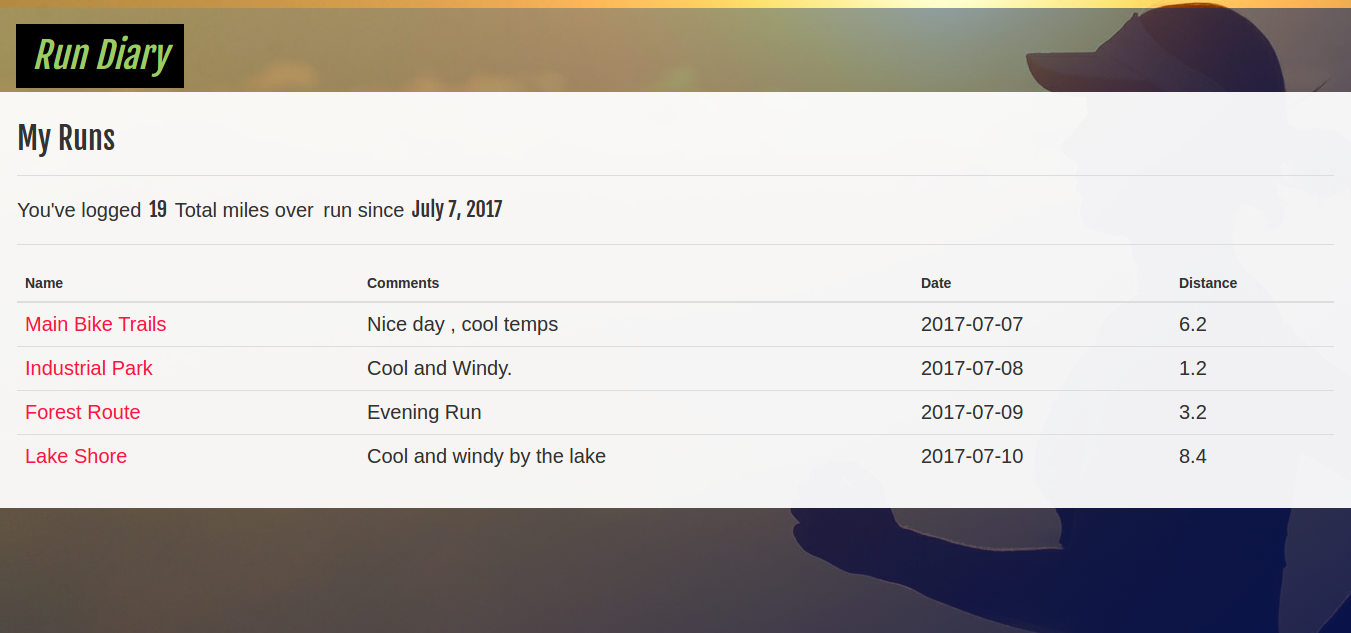 Run Diary
My Runs
You've logged 19 Total miles over run since July 7, 2017
Name Comments Date Distance
Main Bike Trails Nice day , cool temps 2017-07-07 6.2
Industrial Park Cool and Windy. 2017-07-08 1.2
Forest Route Evening Run 2017-07-09 3.2
Lake Shore Cool and windy by the lake 2017-07-10 8.4